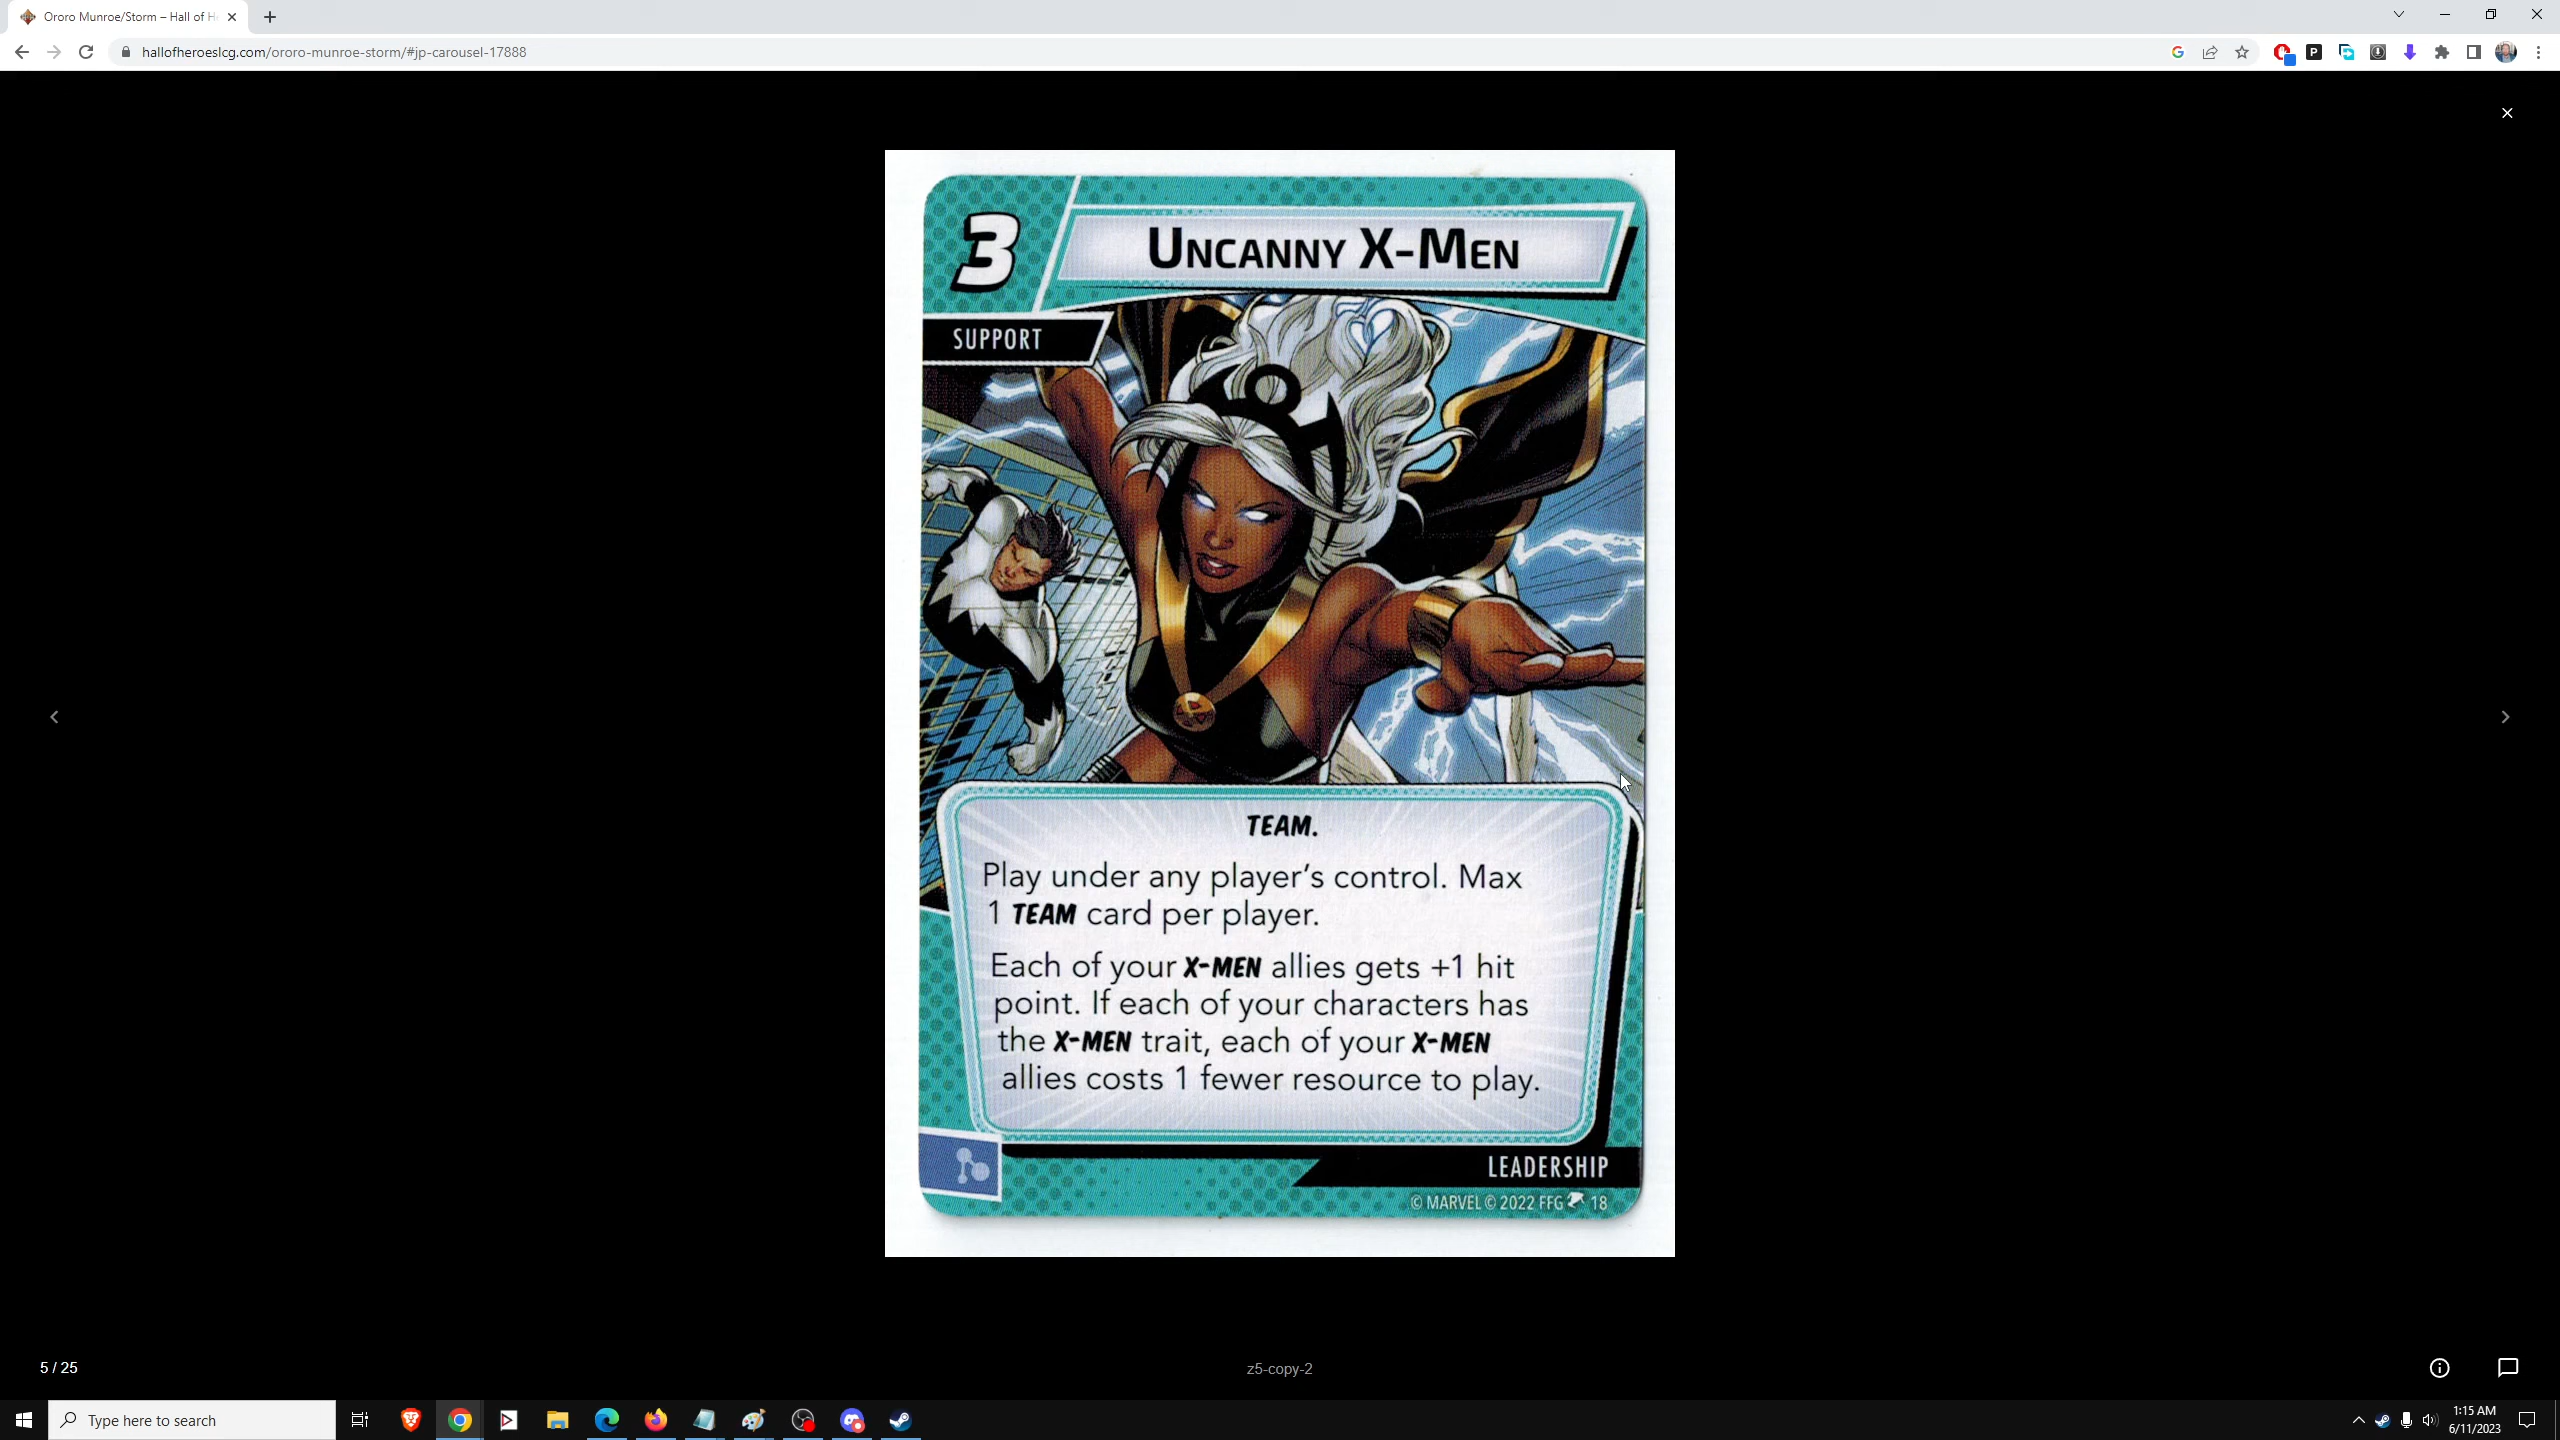 Ororo Munroe/Storm – Hall of H
hallofheroeslcg.com/ororo-munroe-storm/#jp-carousel-17888
3
UNCANNY X-MEN
SUPPORT
TEAM.
Play under any player's control. Max
1 TEAM card per player.
Each of your X-MEN allies gets +1 hit
point. If each of your characters has
the X-MEN trait, each of your X-MEN
allies costs 1 fewer resource to play.
LEADERSHIP
© MARVEL © 2022 FFG 18
5 / 25
z5-copy-2
Type here to search
1:15 AM
6/11/2023